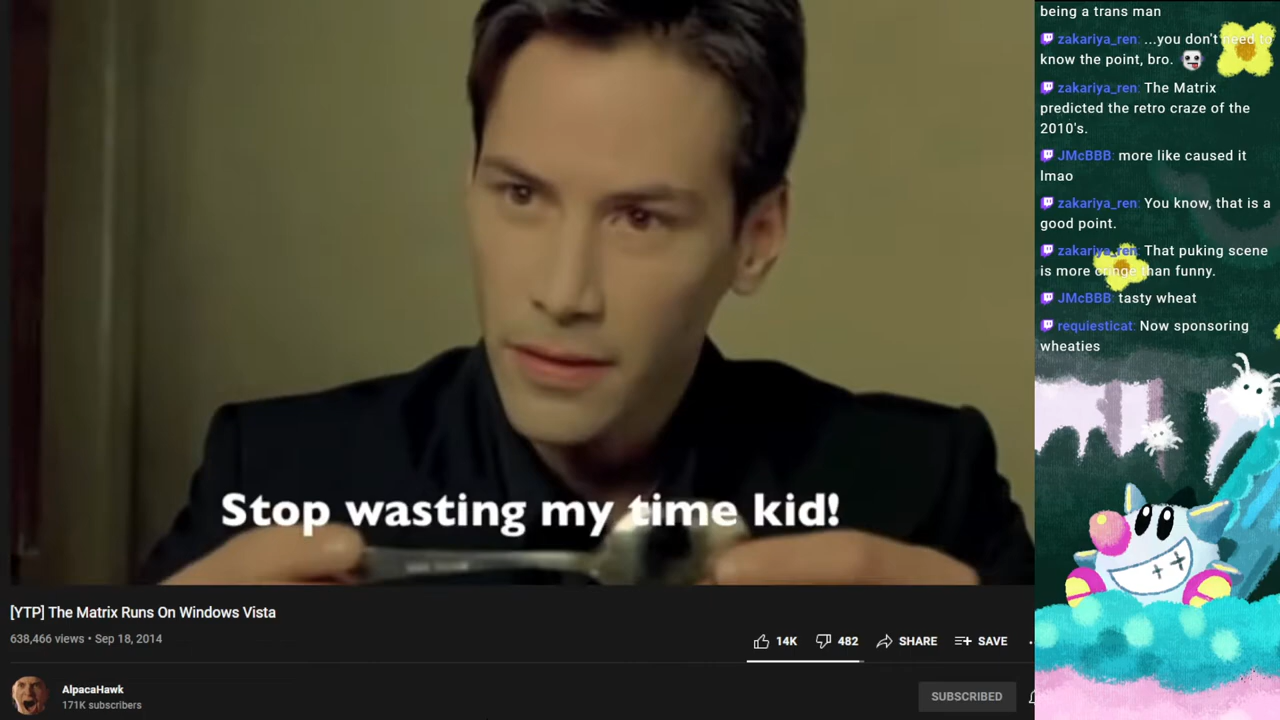 Stop wasting my time kid!
[YTP] The Matrix Runs On Windows Vista
638,466 views • Sep 18, 2014
14K
482
SHARE
SAVE
AlpacaHawk
171K subscribers
SUBSCRIBED
being a trans man
zakariya_ren: ...you don't need to
know the point, bro.
zakariya_ren: The Matrix
predicted the retro craze of the
2010's.
JMcBBB: more like caused it
lmao
zakariya_ren: You know, that is a
good point.
zakariya_ren: That puking scene
is more cringe than funny.
JMcBBB: tasty wheat
requiesticat: Now sponsoring
wheaties